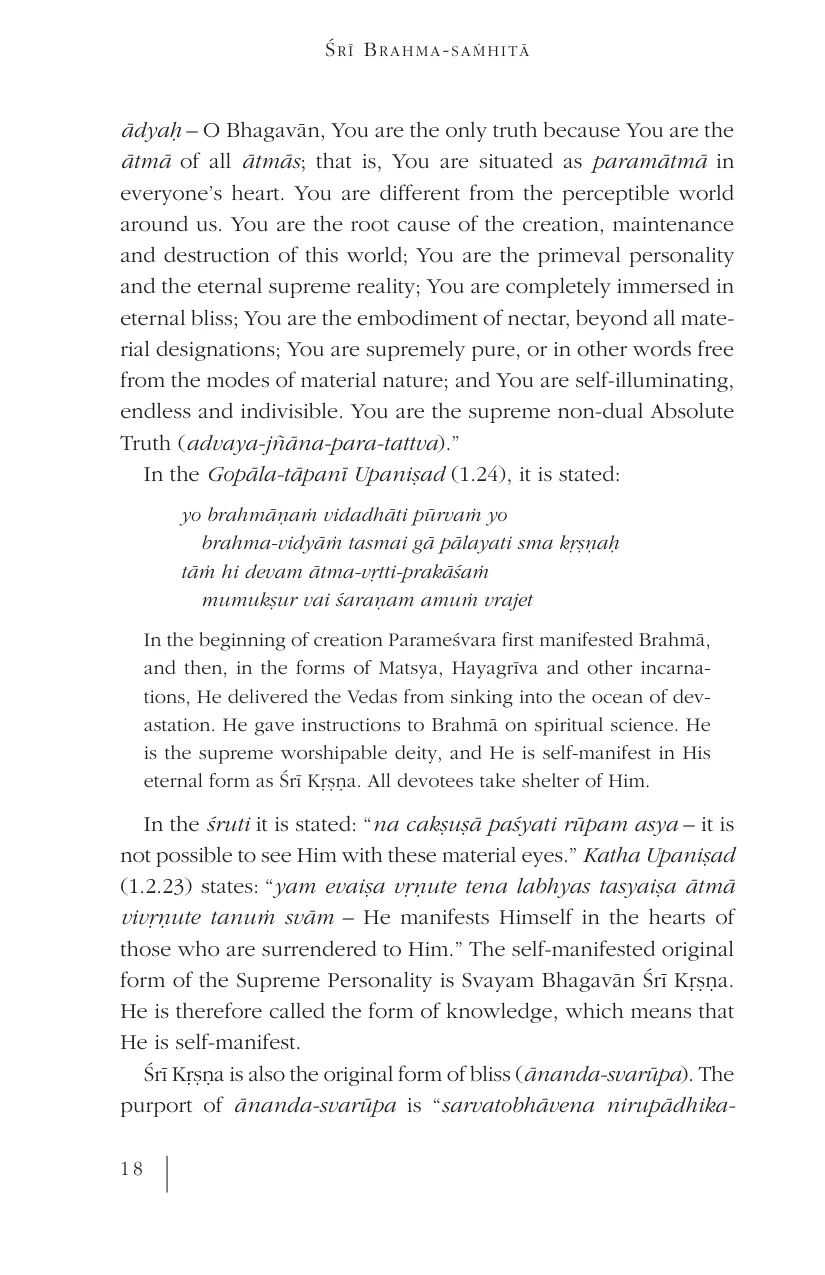 Śrī Brahma-saṁhitā
ādyaḥ – O Bhagavān, You are the only truth because You are the
ātmā of all ātmās; that is, You are situated as paramātmā in
everyone’s heart. You are different from the perceptible world
around us. You are the root cause of the creation, maintenance
and destruction of this world; You are the primeval personality
and the eternal supreme reality; You are completely immersed in
eternal bliss; You are the embodiment of nectar, beyond all mate-
rial designations; You are supremely pure, or in other words free
from the modes of material nature; and You are self-illuminating,
endless and indivisible. You are the supreme non-dual Absolute
Truth (advaya-jñāna-para-tattva).”
In the Gopāla-tāpanī Upaniṣad (1.24), it is stated:
yo brahmāṇaṁ vidadhāti pūrvaṁ yo
brahma-vidyāṁ tasmai gā pālayati sma kṛṣṇaḥ
tāṁ hi devam ātma-vṛtti-prakāśaṁ
mumukṣur vai śaraṇam amuṁ vrajet
In the beginning of creation Parameśvara first manifested Brahmā,
and then, in the forms of Matsya, Hayagrīva and other incarna-
tions, He delivered the Vedas from sinking into the ocean of dev-
astation. He gave instructions to Brahmā on spiritual science. He
is the supreme worshipable deity, and He is self-manifest in His
eternal form as Śrī Kṛṣṇa. All devotees take shelter of Him.
In the śruti it is stated: “na cakṣuṣā paśyati rūpam asya – it is
not possible to see Him with these material eyes.” Katha Upaniṣad
(1.2.23) states: “yam evaiṣa vṛṇute tena labhyas tasyaiṣa ātmā
vivṛṇute tanuṁ svām – He manifests Himself in the hearts of
those who are surrendered to Him.” The self-manifested original
form of the Supreme Personality is Svayam Bhagavān Śrī Kṛṣṇa.
He is therefore called the form of knowledge, which means that
He is self-manifest.
Śrī Kṛṣṇa is also the original form of bliss (ānanda-svarūpa). The
purport of ānanda-svarūpa is “sarvatobhāvena nirupādhika-
18